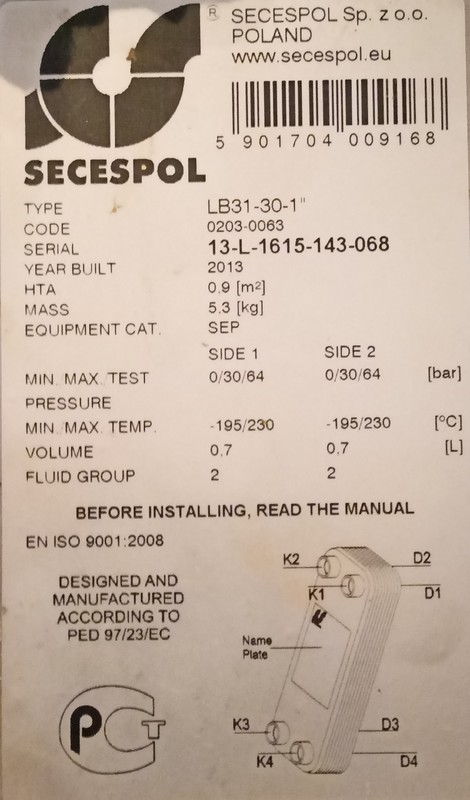 ® SECESPOL Sp. z o.o.
POLAND
www.secespol.eu
5 901704 009168
SECESPOL
TYPE LB31-30-1"
CODE 0203-0063
SERIAL 13-L-1615-143-068
YEAR BUILT 2013
HTA 0.9 [m²]
MASS 5.3 [kg]
EQUIPMENT CAT. SEP
SIDE 1 SIDE 2
MIN. MAX. TEST 0/30/64 0/30/64 [bar]
PRESSURE
MIN. MAX. TEMP. -195/230 -195/230 [°C]
VOLUME 0,7 0,7 [L]
FLUID GROUP 2 2
BEFORE INSTALLING, READ THE MANUAL
EN ISO 9001:2008
DESIGNED AND
MANUFACTURED
ACCORDING TO
PED 97/23/EC
PCT
K2 D2
K1 D1
Name
Plate
K3 D3
K4 D4